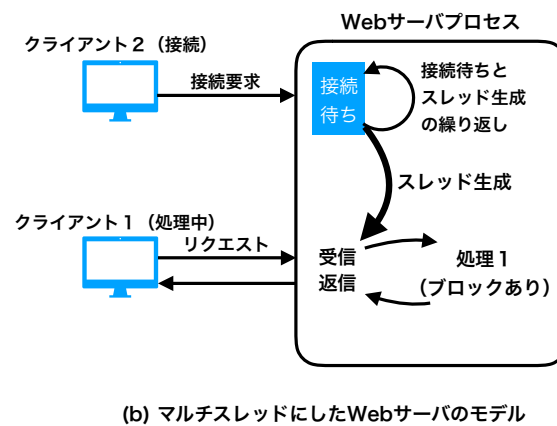 Webサーバプロセス
クライアント２（接続）
接続要求
接続
待ち
接続待ちと
スレッド生成
の繰り返し
スレッド生成
クライアント１（処理中）
リクエスト
受信
返信
処理１
（ブロックあり）
(b) マルチスレッドにしたWebサーバのモデル